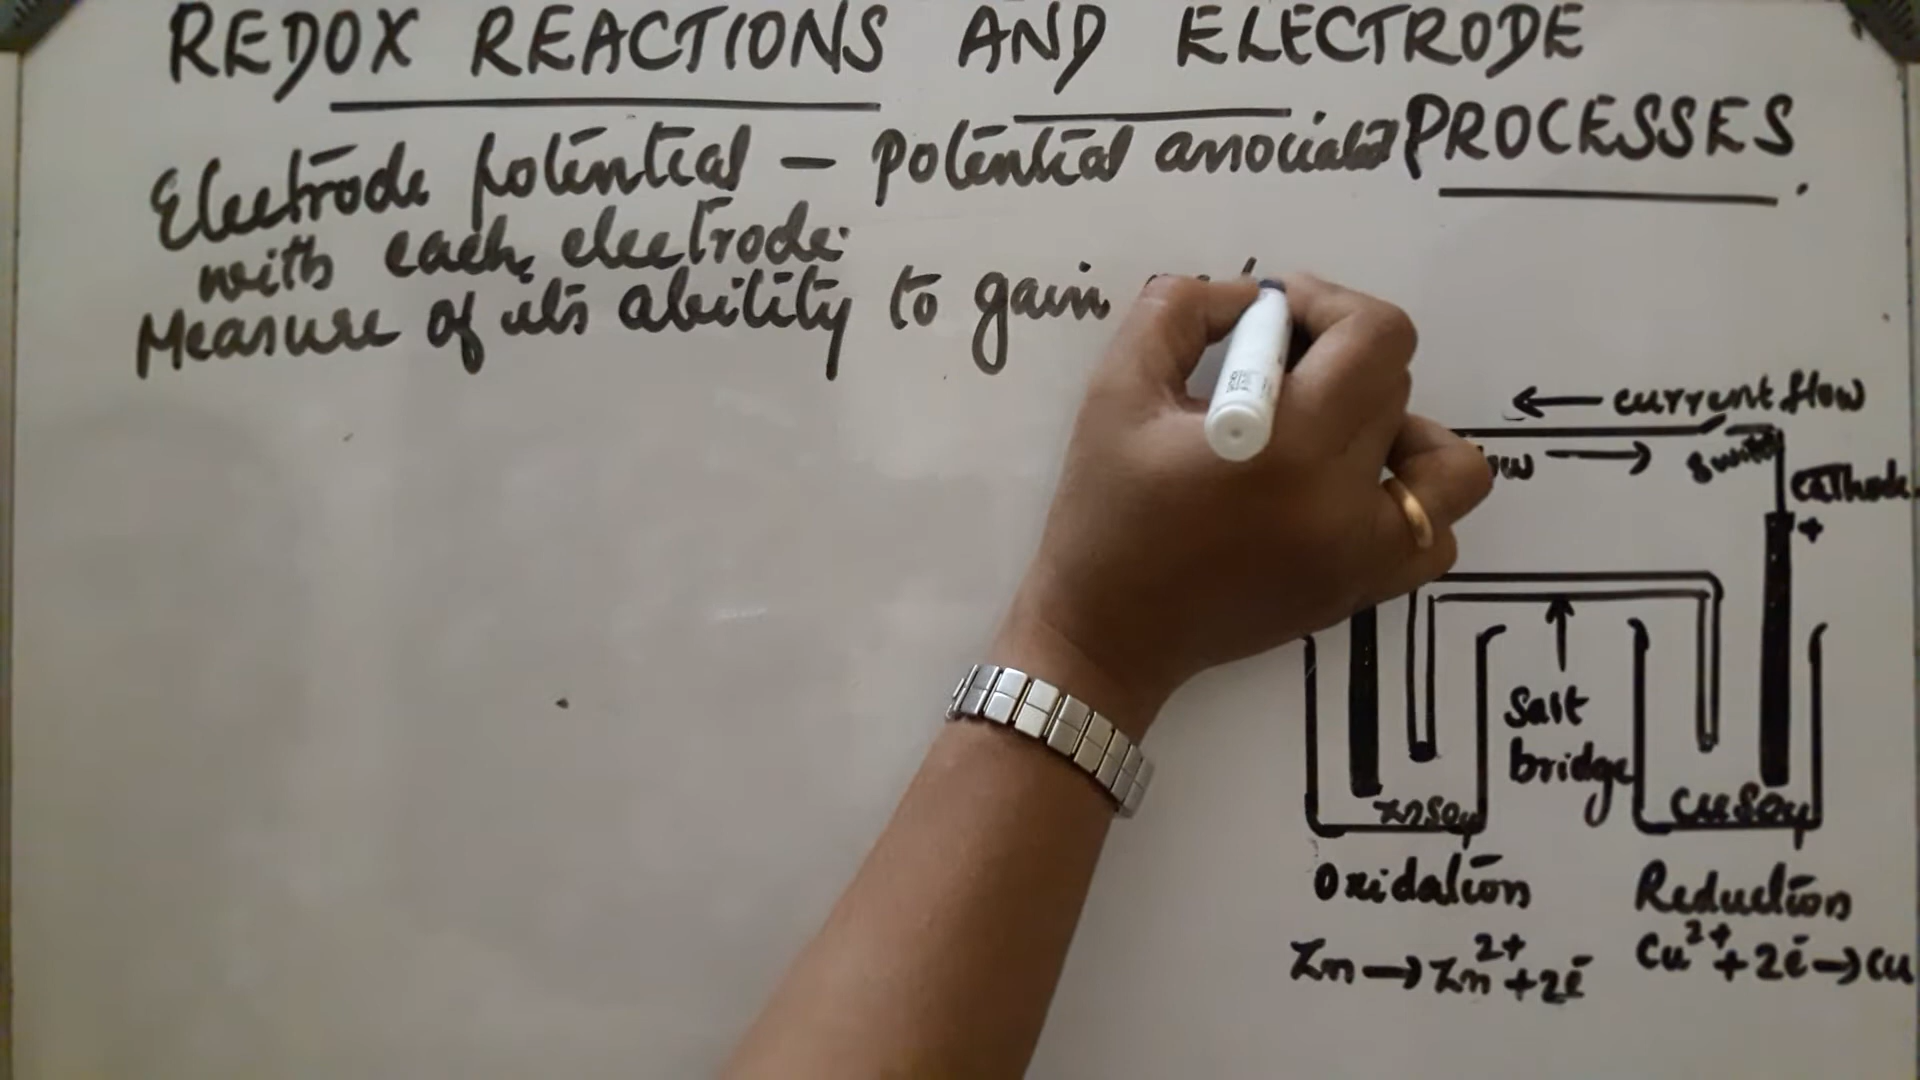 REDOX REACTIONS AND ELECTRODE
PROCESSES.
Electrode potential – Potential associated
with each electrode.
Measure of its ability to gain
← current flow
→ switch
Cathode
+
Salt
bridge
ZnSO4
CuSO4
Oxidation
Reduction
Zn → Zn2+ + 2e-
Cu2+ + 2e- → Cu